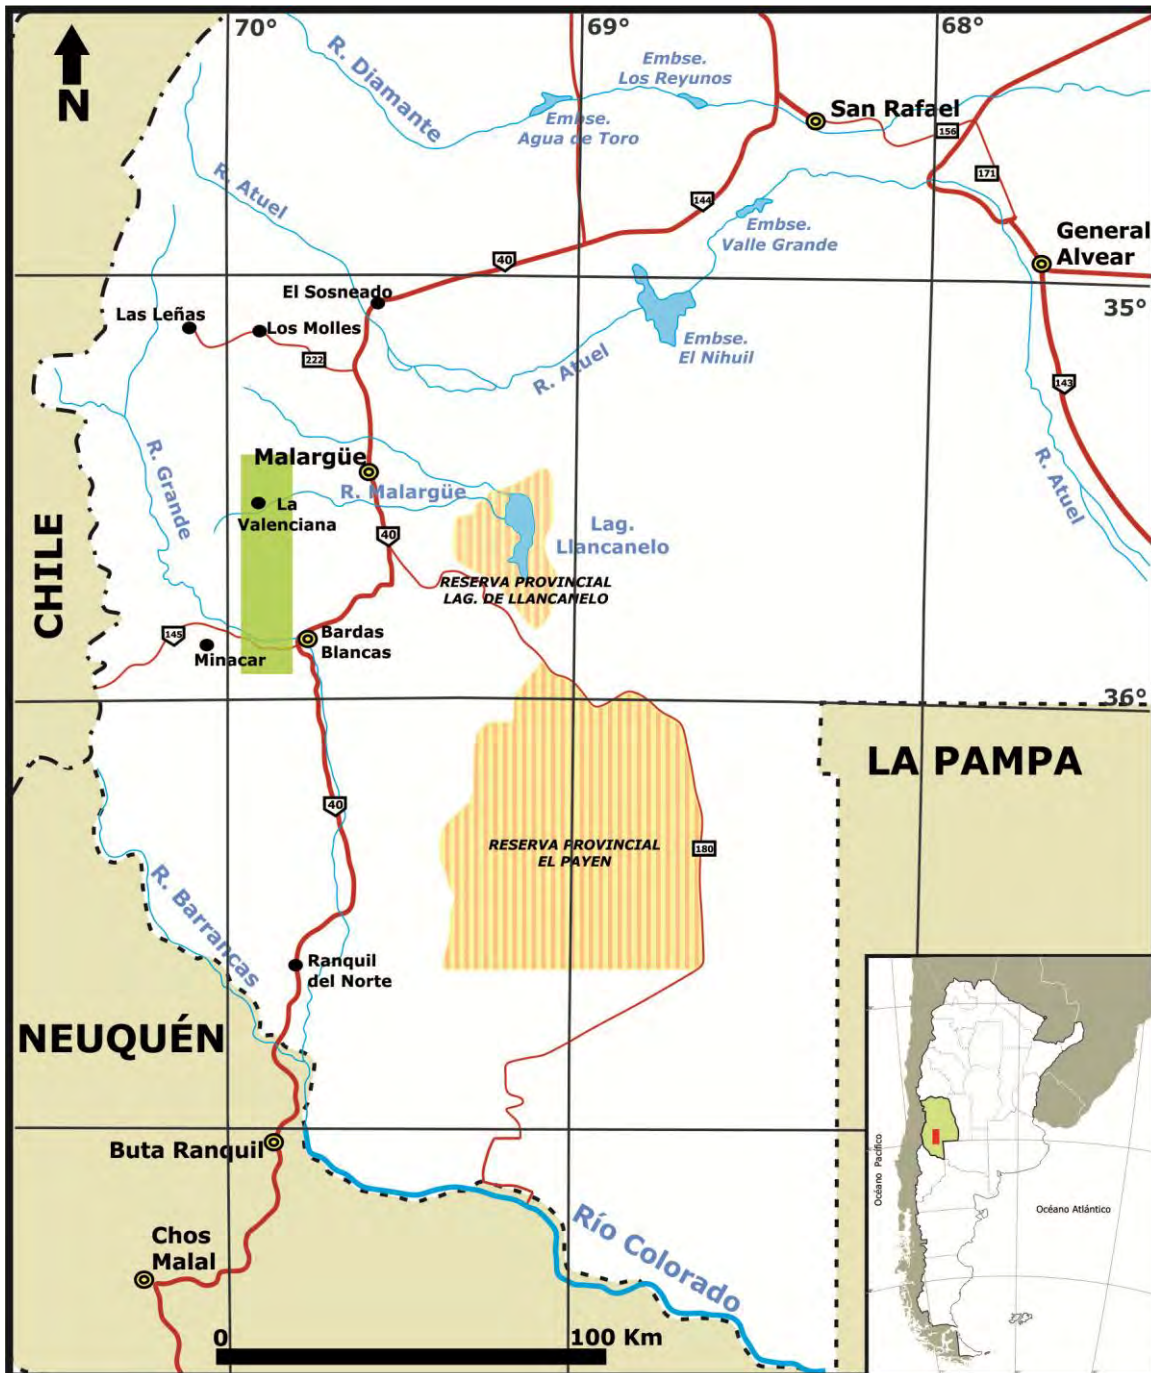 70°
69°
68°
N
R. Diamante
Embse.
Los Reyunos
Embse.
Agua de Toro
San Rafael
156
R. Atuel
171
144
Embse.
Valle Grande
General
Alvear
40
35°
El Sosneado
Las Leñas
Los Molles
222
Embse.
El Nihuil
R. Atuel
143
R. Grande
Malargüe
R. Malargüe
La
Valenciana
R. Atuel
40
Lag.
Llancanelo
CHILE
RESERVA PROVINCIAL
LAG. DE LLANCANELO
145
Minacar
Bardas
Blancas
36°
LA PAMPA
40
RESERVA PROVINCIAL
EL PAYEN
180
R. Barrancas
Ranquil
del Norte
NEUQUÉN
Buta Ranquil
Río Colorado
Chos
Malal
0
100 Km
Océano Pacífico
Océano Atlántico